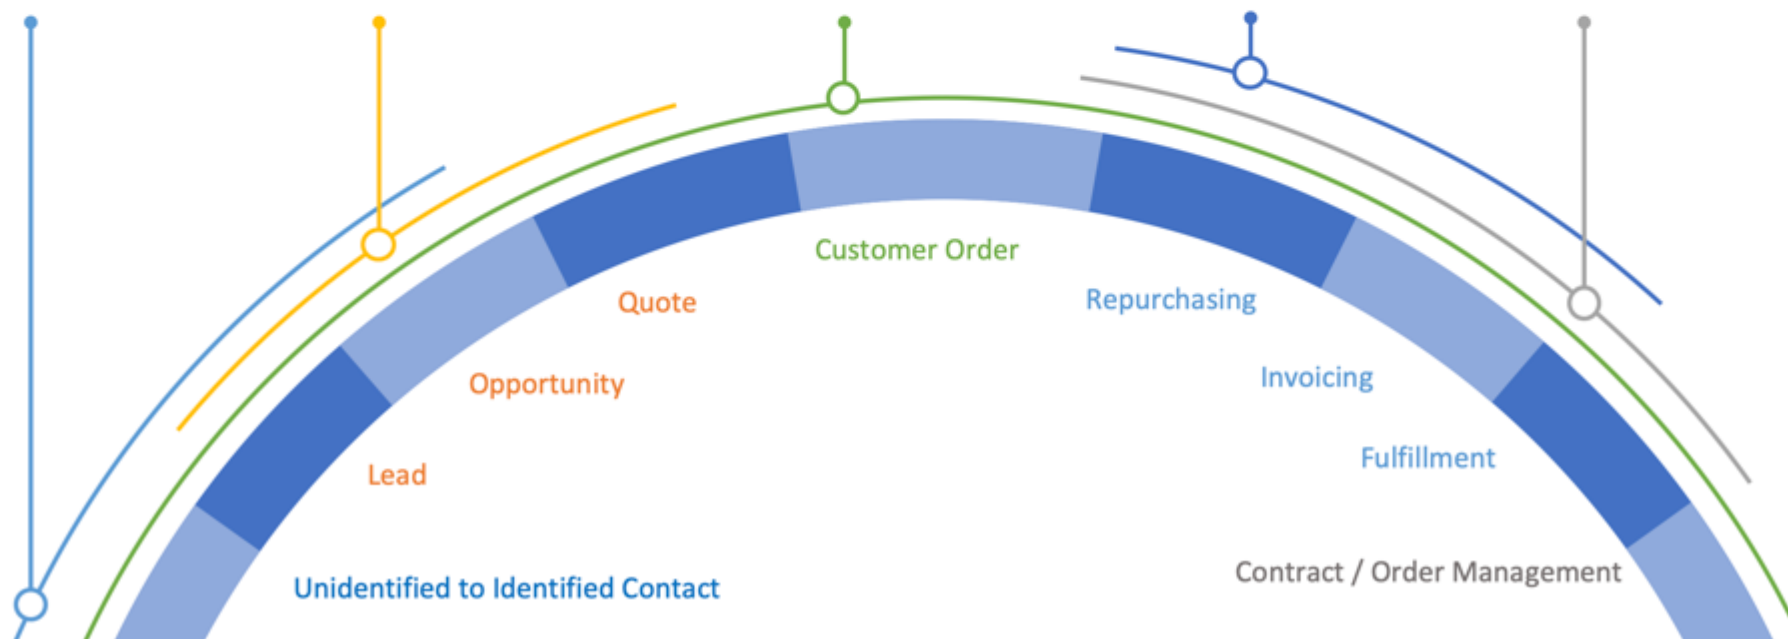 Customer Order
Quote
Repurchasing
Opportunity
Invoicing
Lead
Fulfillment
Unidentified to Identified Contact
Contract / Order Management